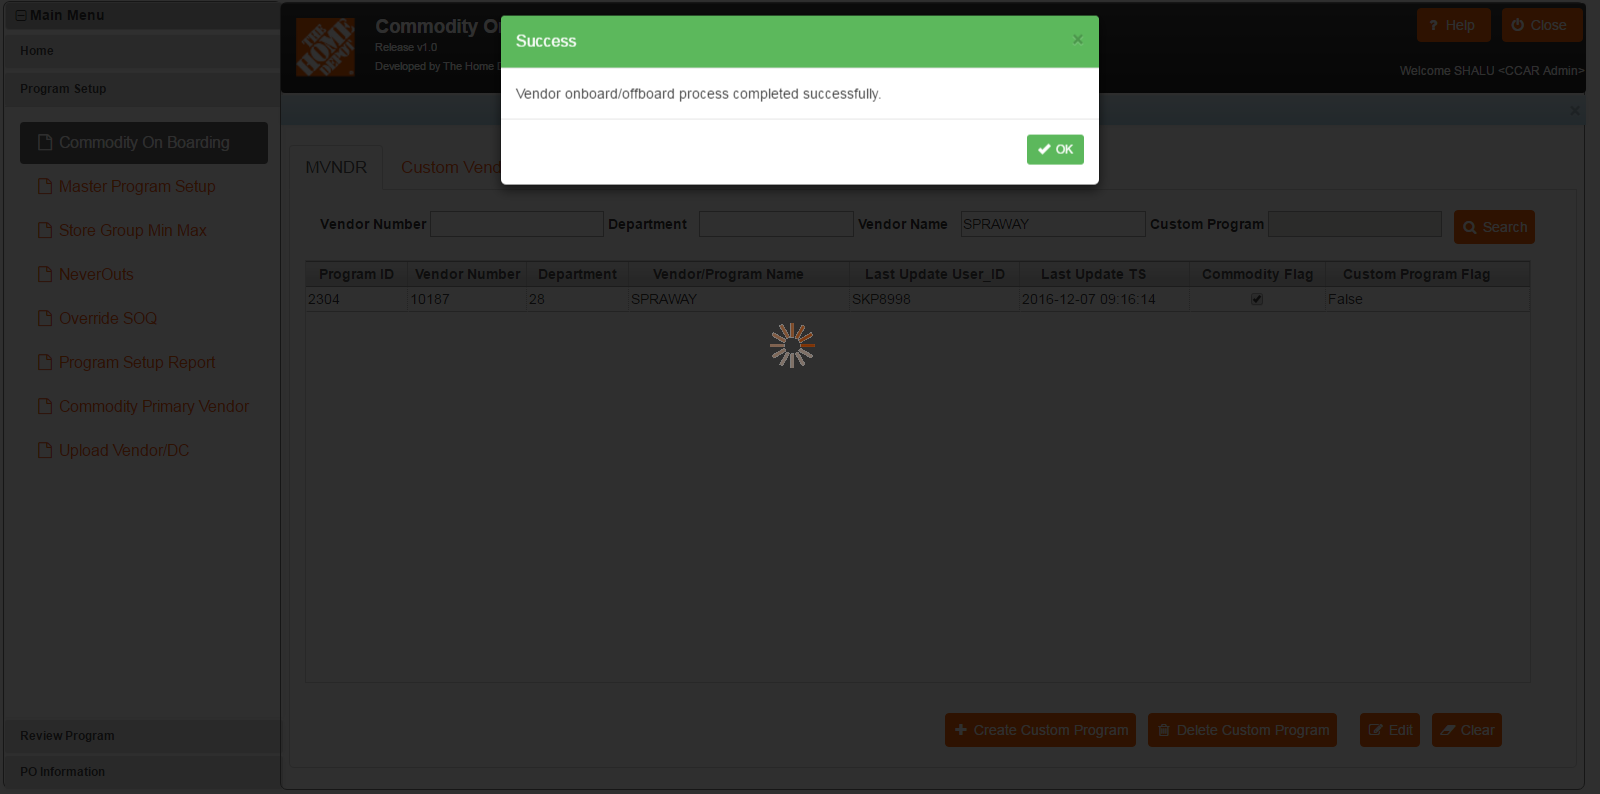 Main Menu
Home
Program Setup
Commodity On Boarding
Master Program Setup
Store Group Min Max
NeverOuts
Override SOQ
Program Setup Report
Commodity Primary Vendor
Upload Vendor/DC
Review Program
PO Information
THE HOME DEPOT
Commodity O
Release v1.0
Developed by The Home
? Help
Close
Welcome SHALU <CCAR Admin>
Success ×
Vendor onboard/offboard process completed successfully.
OK
×
MVNDR Custom Vend
Vendor Number Department Vendor Name SPRAWAY Custom Program Search
Program ID Vendor Number Department Vendor/Program Name Last Update User_ID Last Update TS Commodity Flag Custom Program Flag
2304 10187 28 SPRAWAY SKP8998 2016-12-07 09:16:14 False
Create Custom Program Delete Custom Program Edit Clear